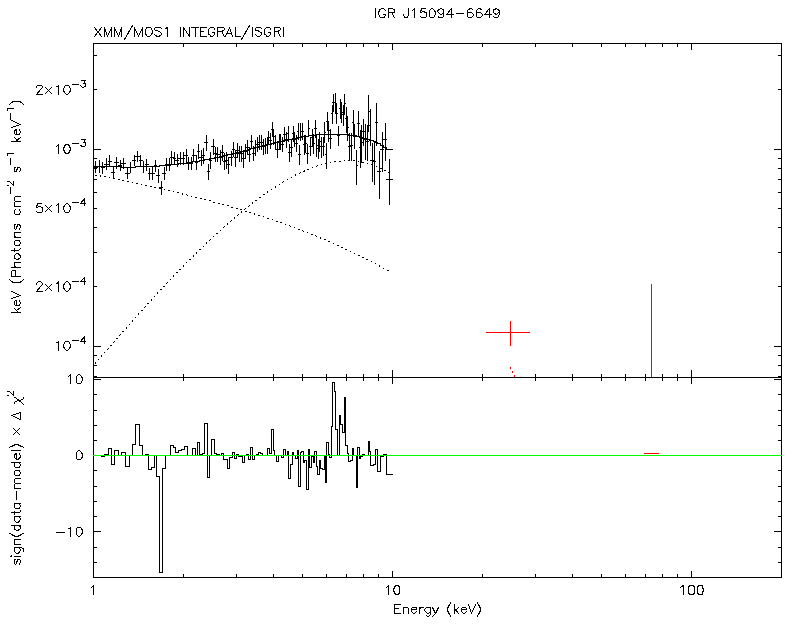 IGR J15094−6649
XMM/MOS1 INTEGRAL/ISGRI
keV (Photons cm⁻² s⁻¹ keV⁻¹)
2×10⁻³
10⁻³
5×10⁻⁴
2×10⁻⁴
10⁻⁴
sign(data−model) × Δ χ²
10
0
−10
1 10 100
Energy (keV)